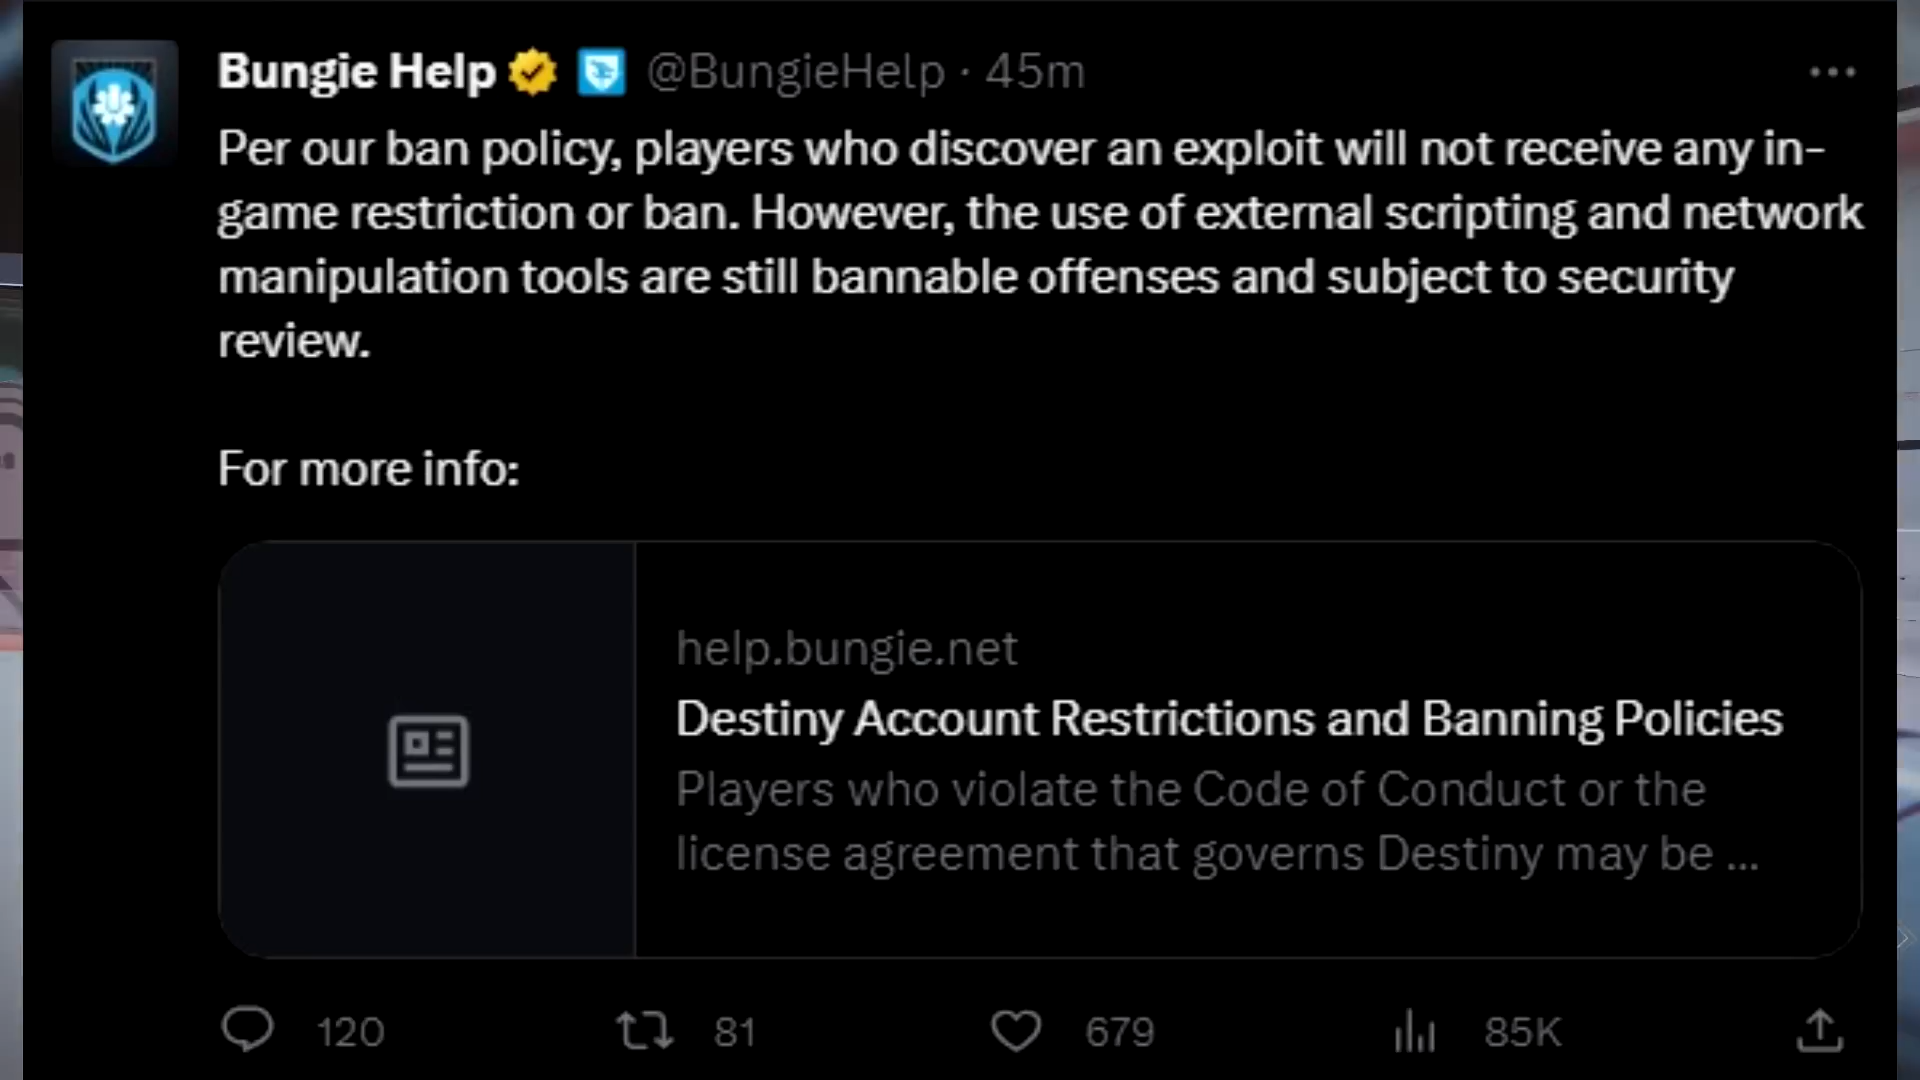 Bungie Help @BungieHelp · 45m
Per our ban policy, players who discover an exploit will not receive any in-
game restriction or ban. However, the use of external scripting and network
manipulation tools are still bannable offenses and subject to security
review.
For more info:
help.bungie.net
Destiny Account Restrictions and Banning Policies
Players who violate the Code of Conduct or the
license agreement that governs Destiny may be ...
120 81 679 85K